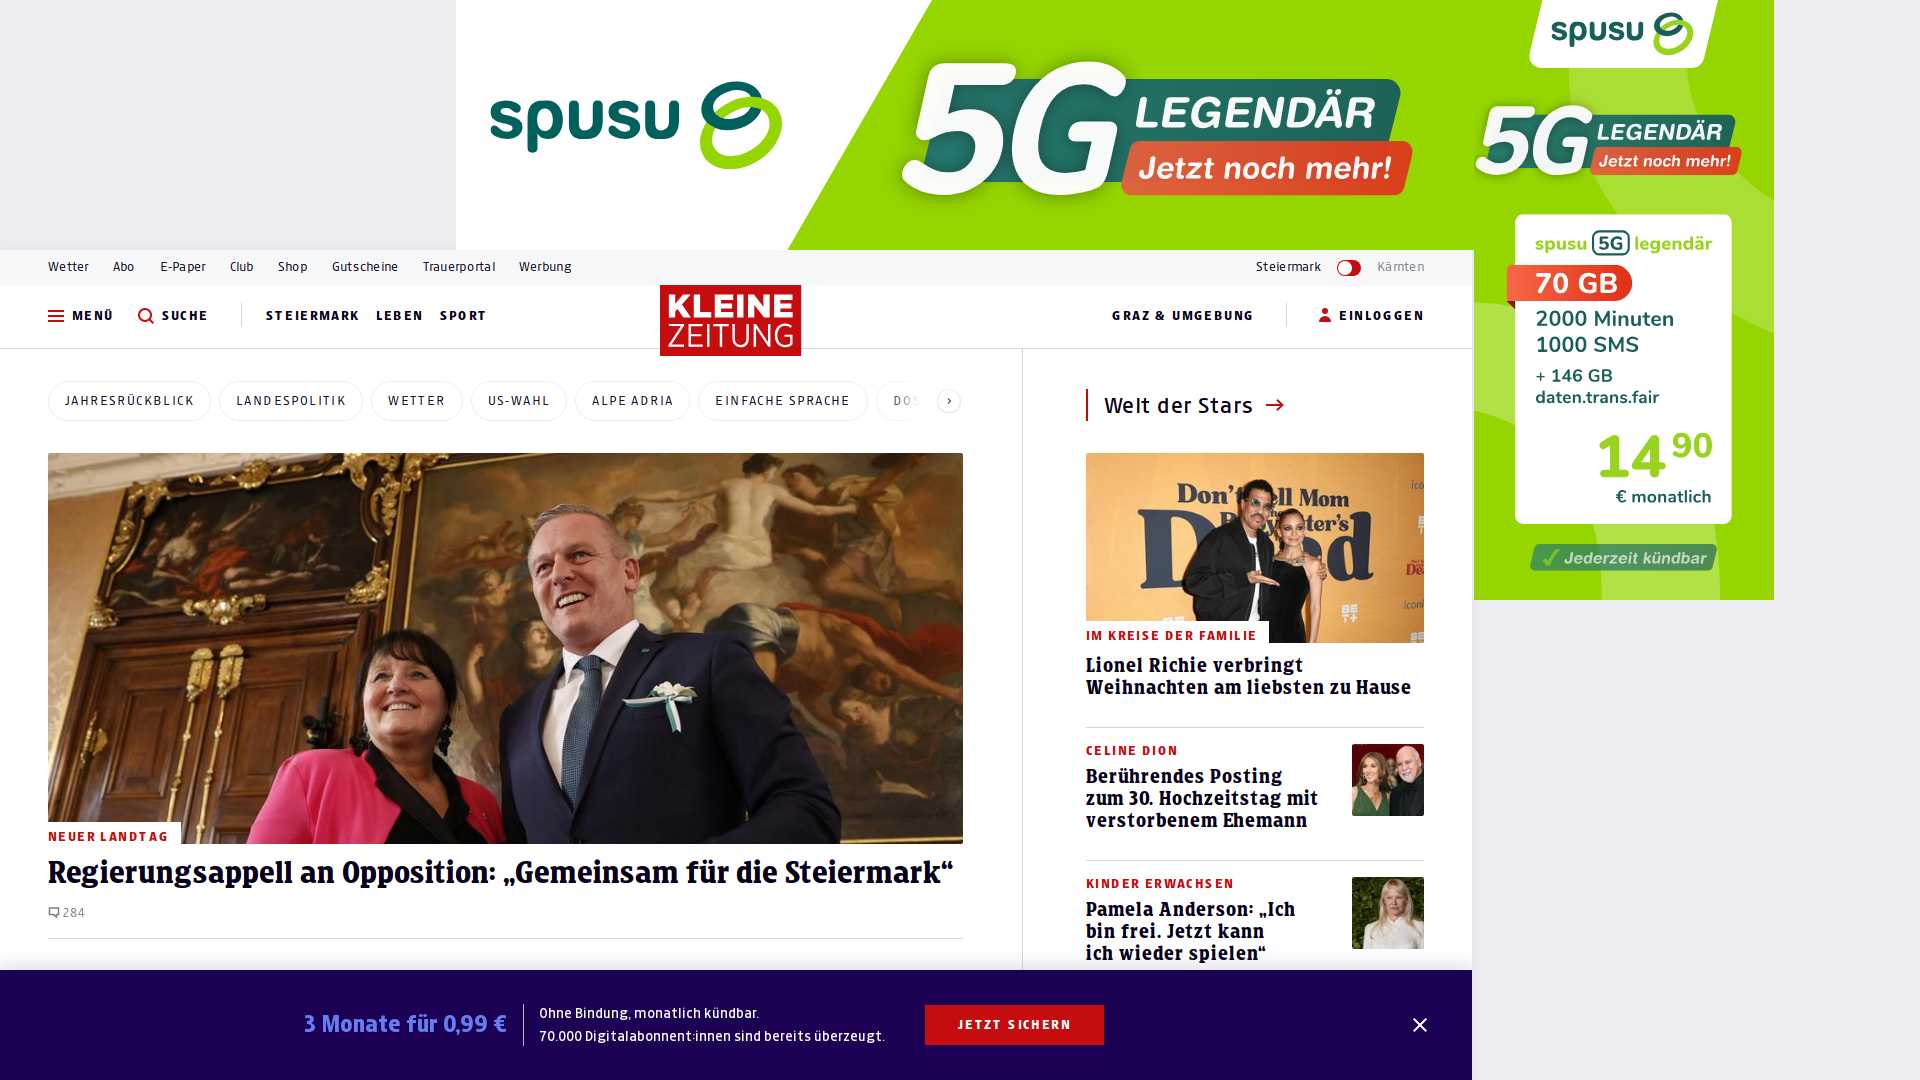 spusu
5G LEGENDÄR
Jetzt noch mehr!
spusu
5G LEGENDÄR
Jetzt noch mehr!
spusu 5G legendär
70 GB
2000 Minuten
1000 SMS
+ 146 GB
daten.trans.fair
14 90
€ monatlich
Jederzeit kündbar
Wetter Abo E-Paper Club Shop Gutscheine Trauerportal Werbung
Steiermark Kärnten
MENÜ SUCHE STEIERMARK LEBEN SPORT
KLEINE
ZEITUNG
GRAZ & UMGEBUNG EINLOGGEN
JAHRESRÜCKBLICK LANDESPOLITIK WETTER US-WAHL ALPE ADRIA EINFACHE SPRACHE
NEUER LANDTAG
Regierungsappell an Opposition: „Gemeinsam für die Steiermark“
284
Welt der Stars
IM KREISE DER FAMILIE
Lionel Richie verbringt
Weihnachten am liebsten zu Hause
CELINE DION
Berührendes Posting
zum 30. Hochzeitstag mit
verstorbenem Ehemann
KINDER ERWACHSEN
Pamela Anderson: „Ich
bin frei. Jetzt kann
ich wieder spielen“
3 Monate für 0,99 €
Ohne Bindung, monatlich kündbar.
70.000 Digitalabonnent:innen sind bereits überzeugt.
JETZT SICHERN